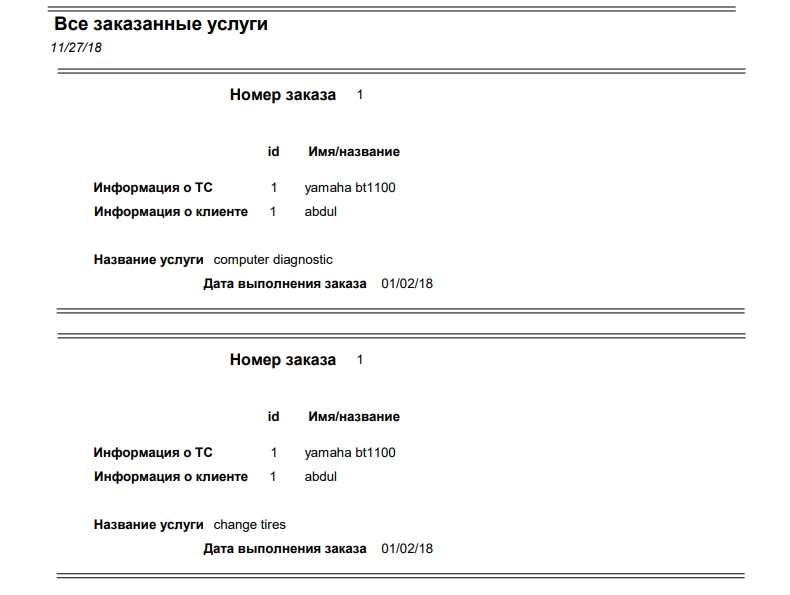 Все заказанные услуги
11/27/18
Номер заказа 1
id Имя/название
Информация о ТС 1 yamaha bt1100
Информация о клиенте 1 abdul
Название услуги computer diagnostic
Дата выполнения заказа 01/02/18
Номер заказа 1
id Имя/название
Информация о ТС 1 yamaha bt1100
Информация о клиенте 1 abdul
Название услуги change tires
Дата выполнения заказа 01/02/18